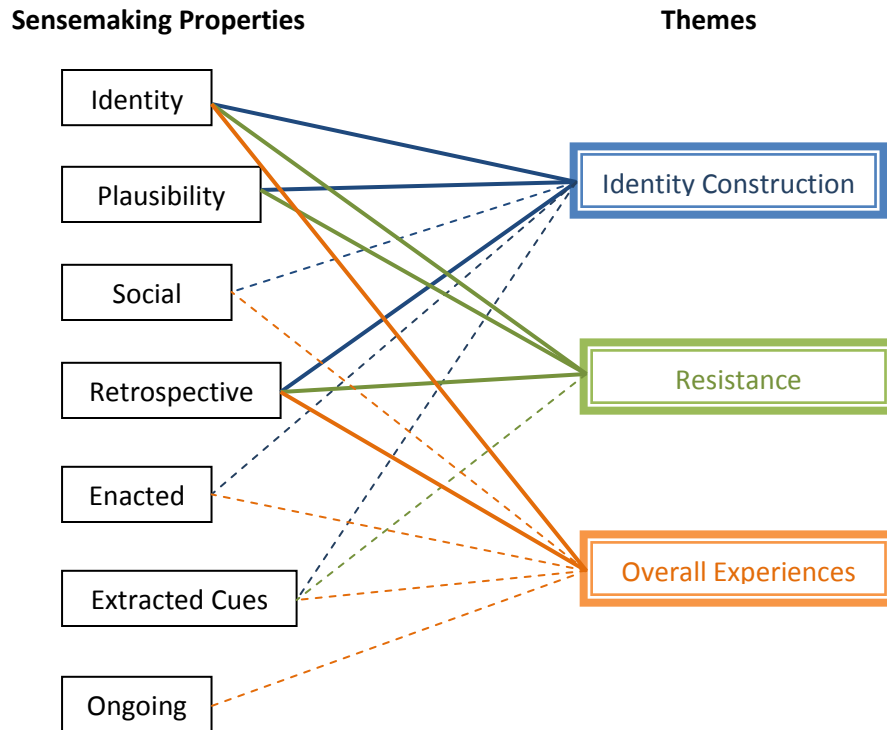 Sensemaking Properties
Themes
Identity
Plausibility
Identity Construction
Social
Retrospective
Resistance
Enacted
Extracted Cues
Overall Experiences
Ongoing